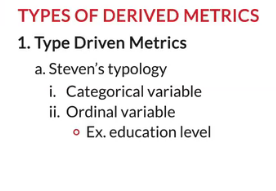 TYPES OF DERIVED METRICS
1. Type Driven Metrics
a. Steven's typology
i. Categorical variable
ii. Ordinal variable
∘ Ex. education level